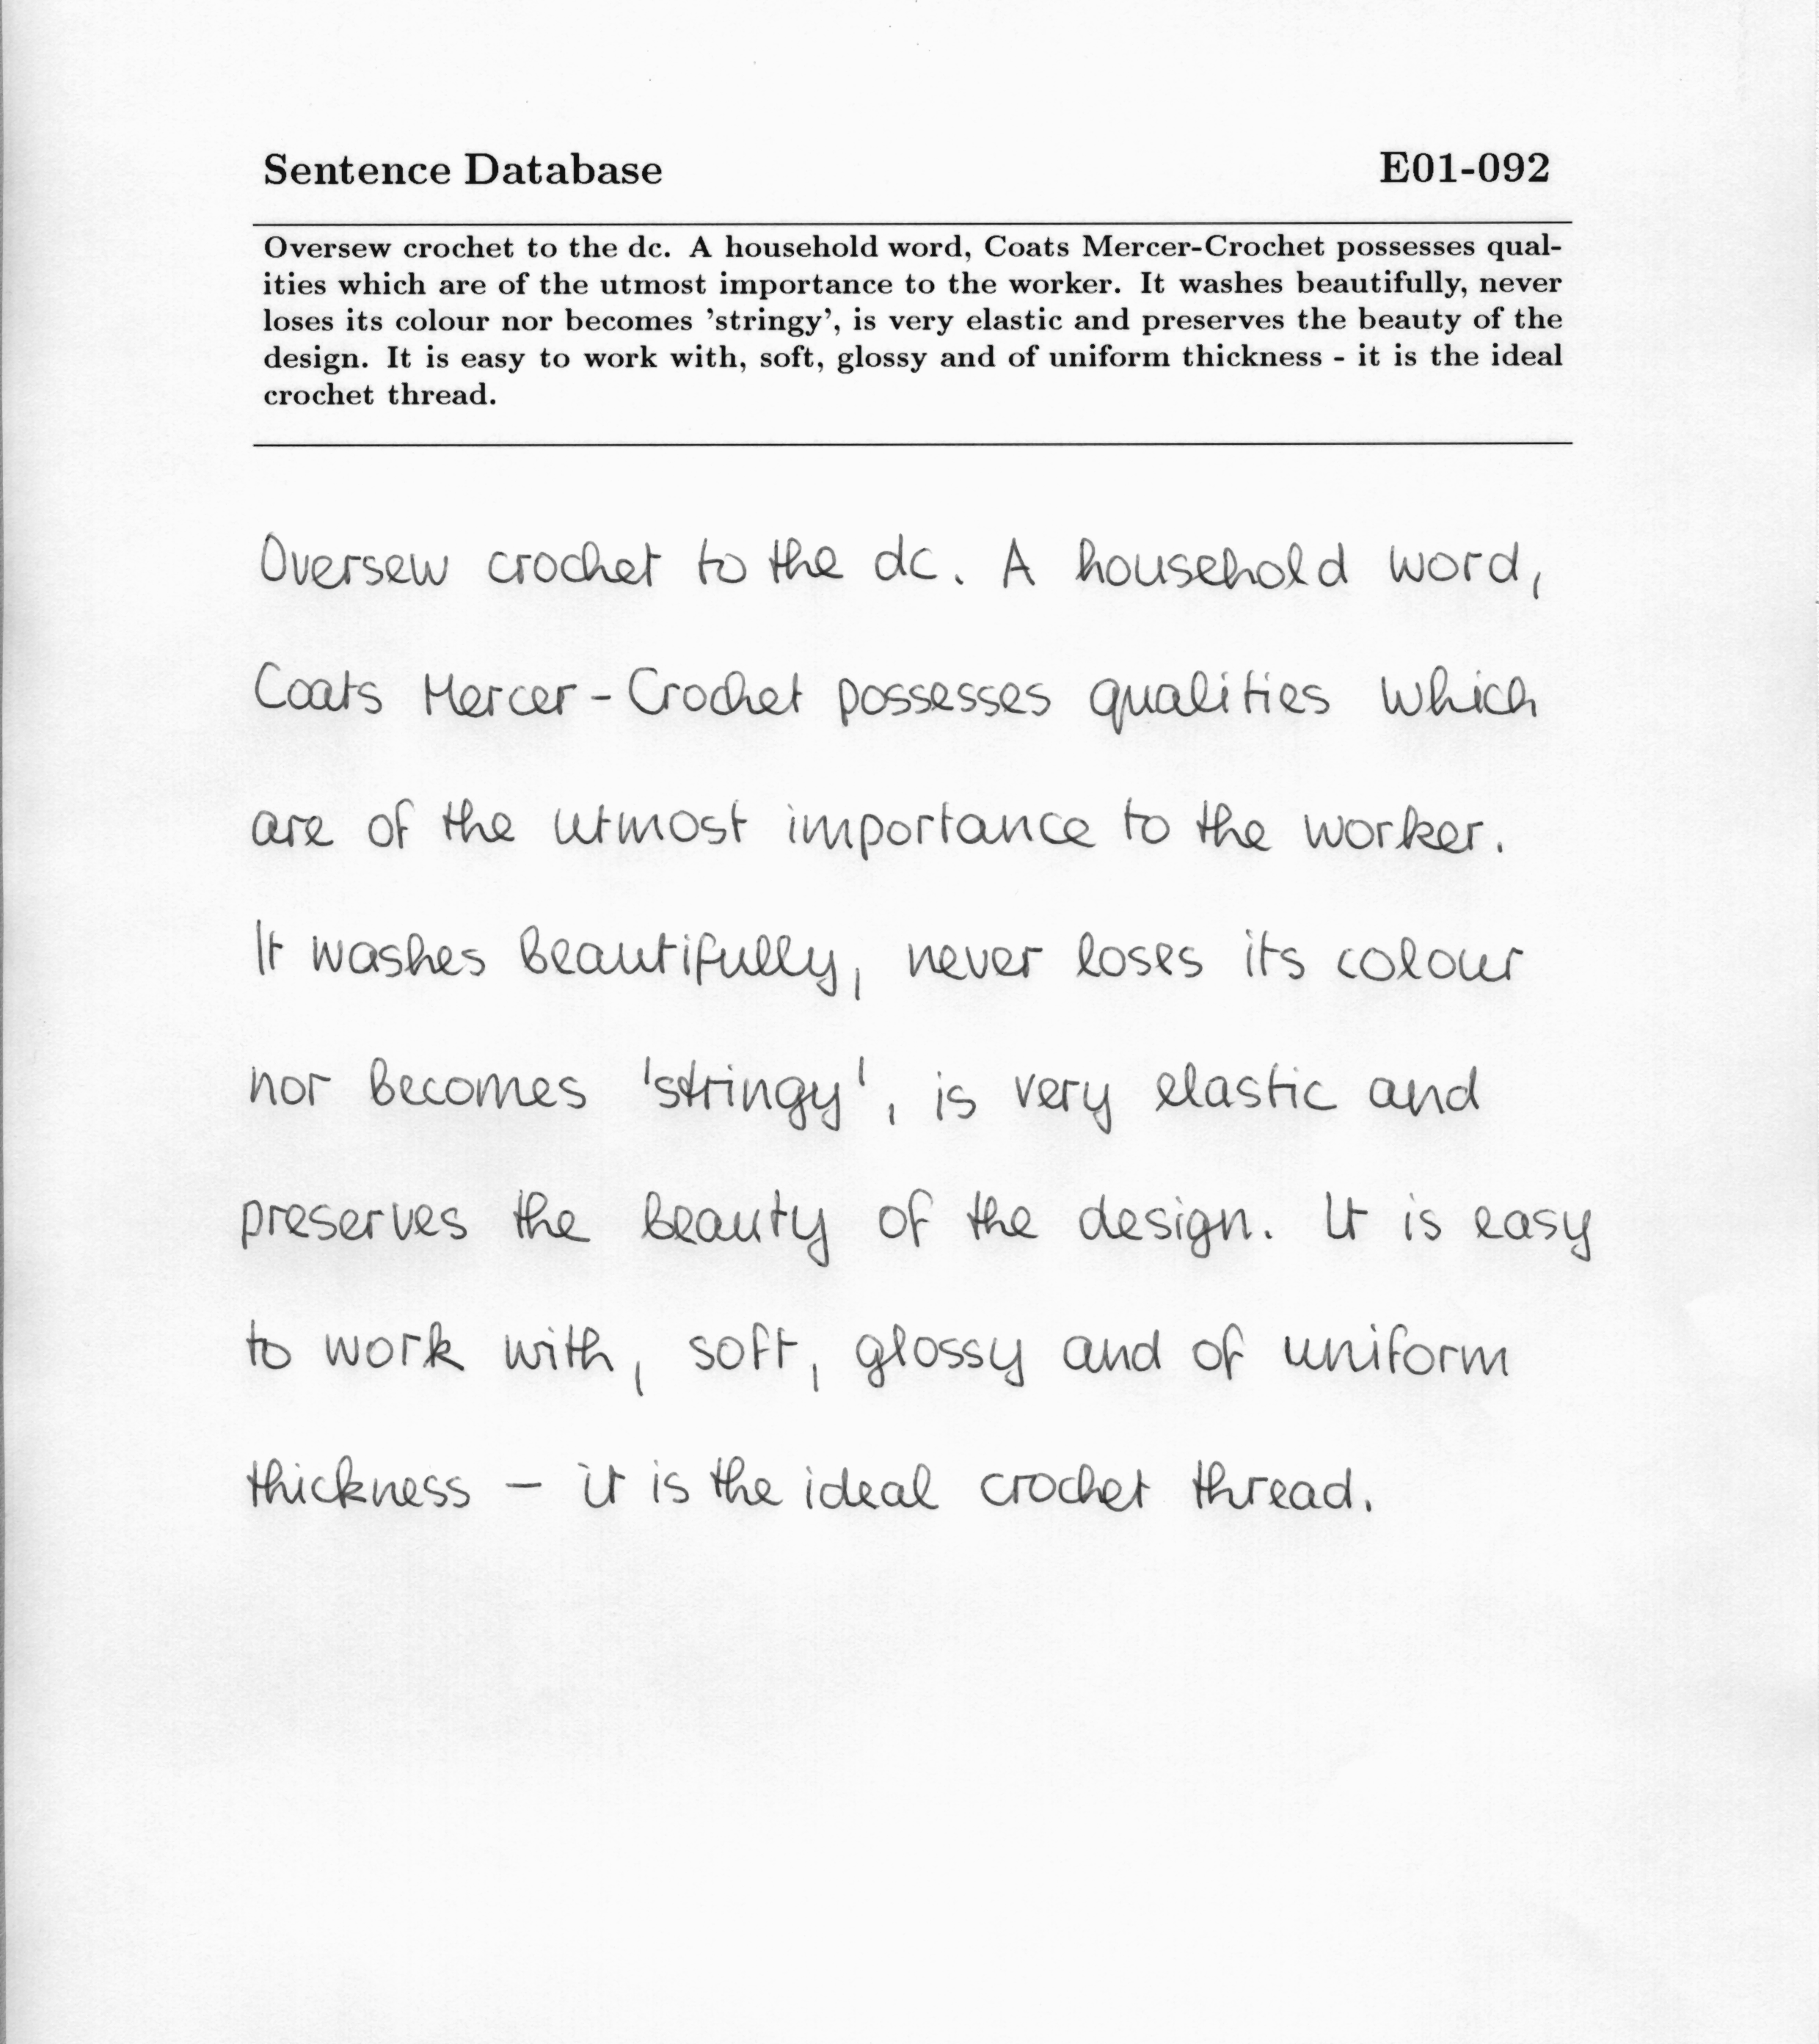 Sentence Database E01-092
Oversew crochet to the dc. A household word, Coats Mercer-Crochet possesses qual-
ities which are of the utmost importance to the worker. It washes beautifully, never
loses its colour nor becomes 'stringy', is very elastic and preserves the beauty of the
design. It is easy to work with, soft, glossy and of uniform thickness - it is the ideal
crochet thread.
Oversew crochet to the dc. A household word,
Coats Mercer-Crochet possesses qualities which
are of the utmost importance to the worker.
It washes beautifully, never loses its colour
nor becomes 'stringy', is very elastic and
preserves the beauty of the design. It is easy
to work with, soft, glossy and of uniform
thickness - it is the ideal crochet thread.